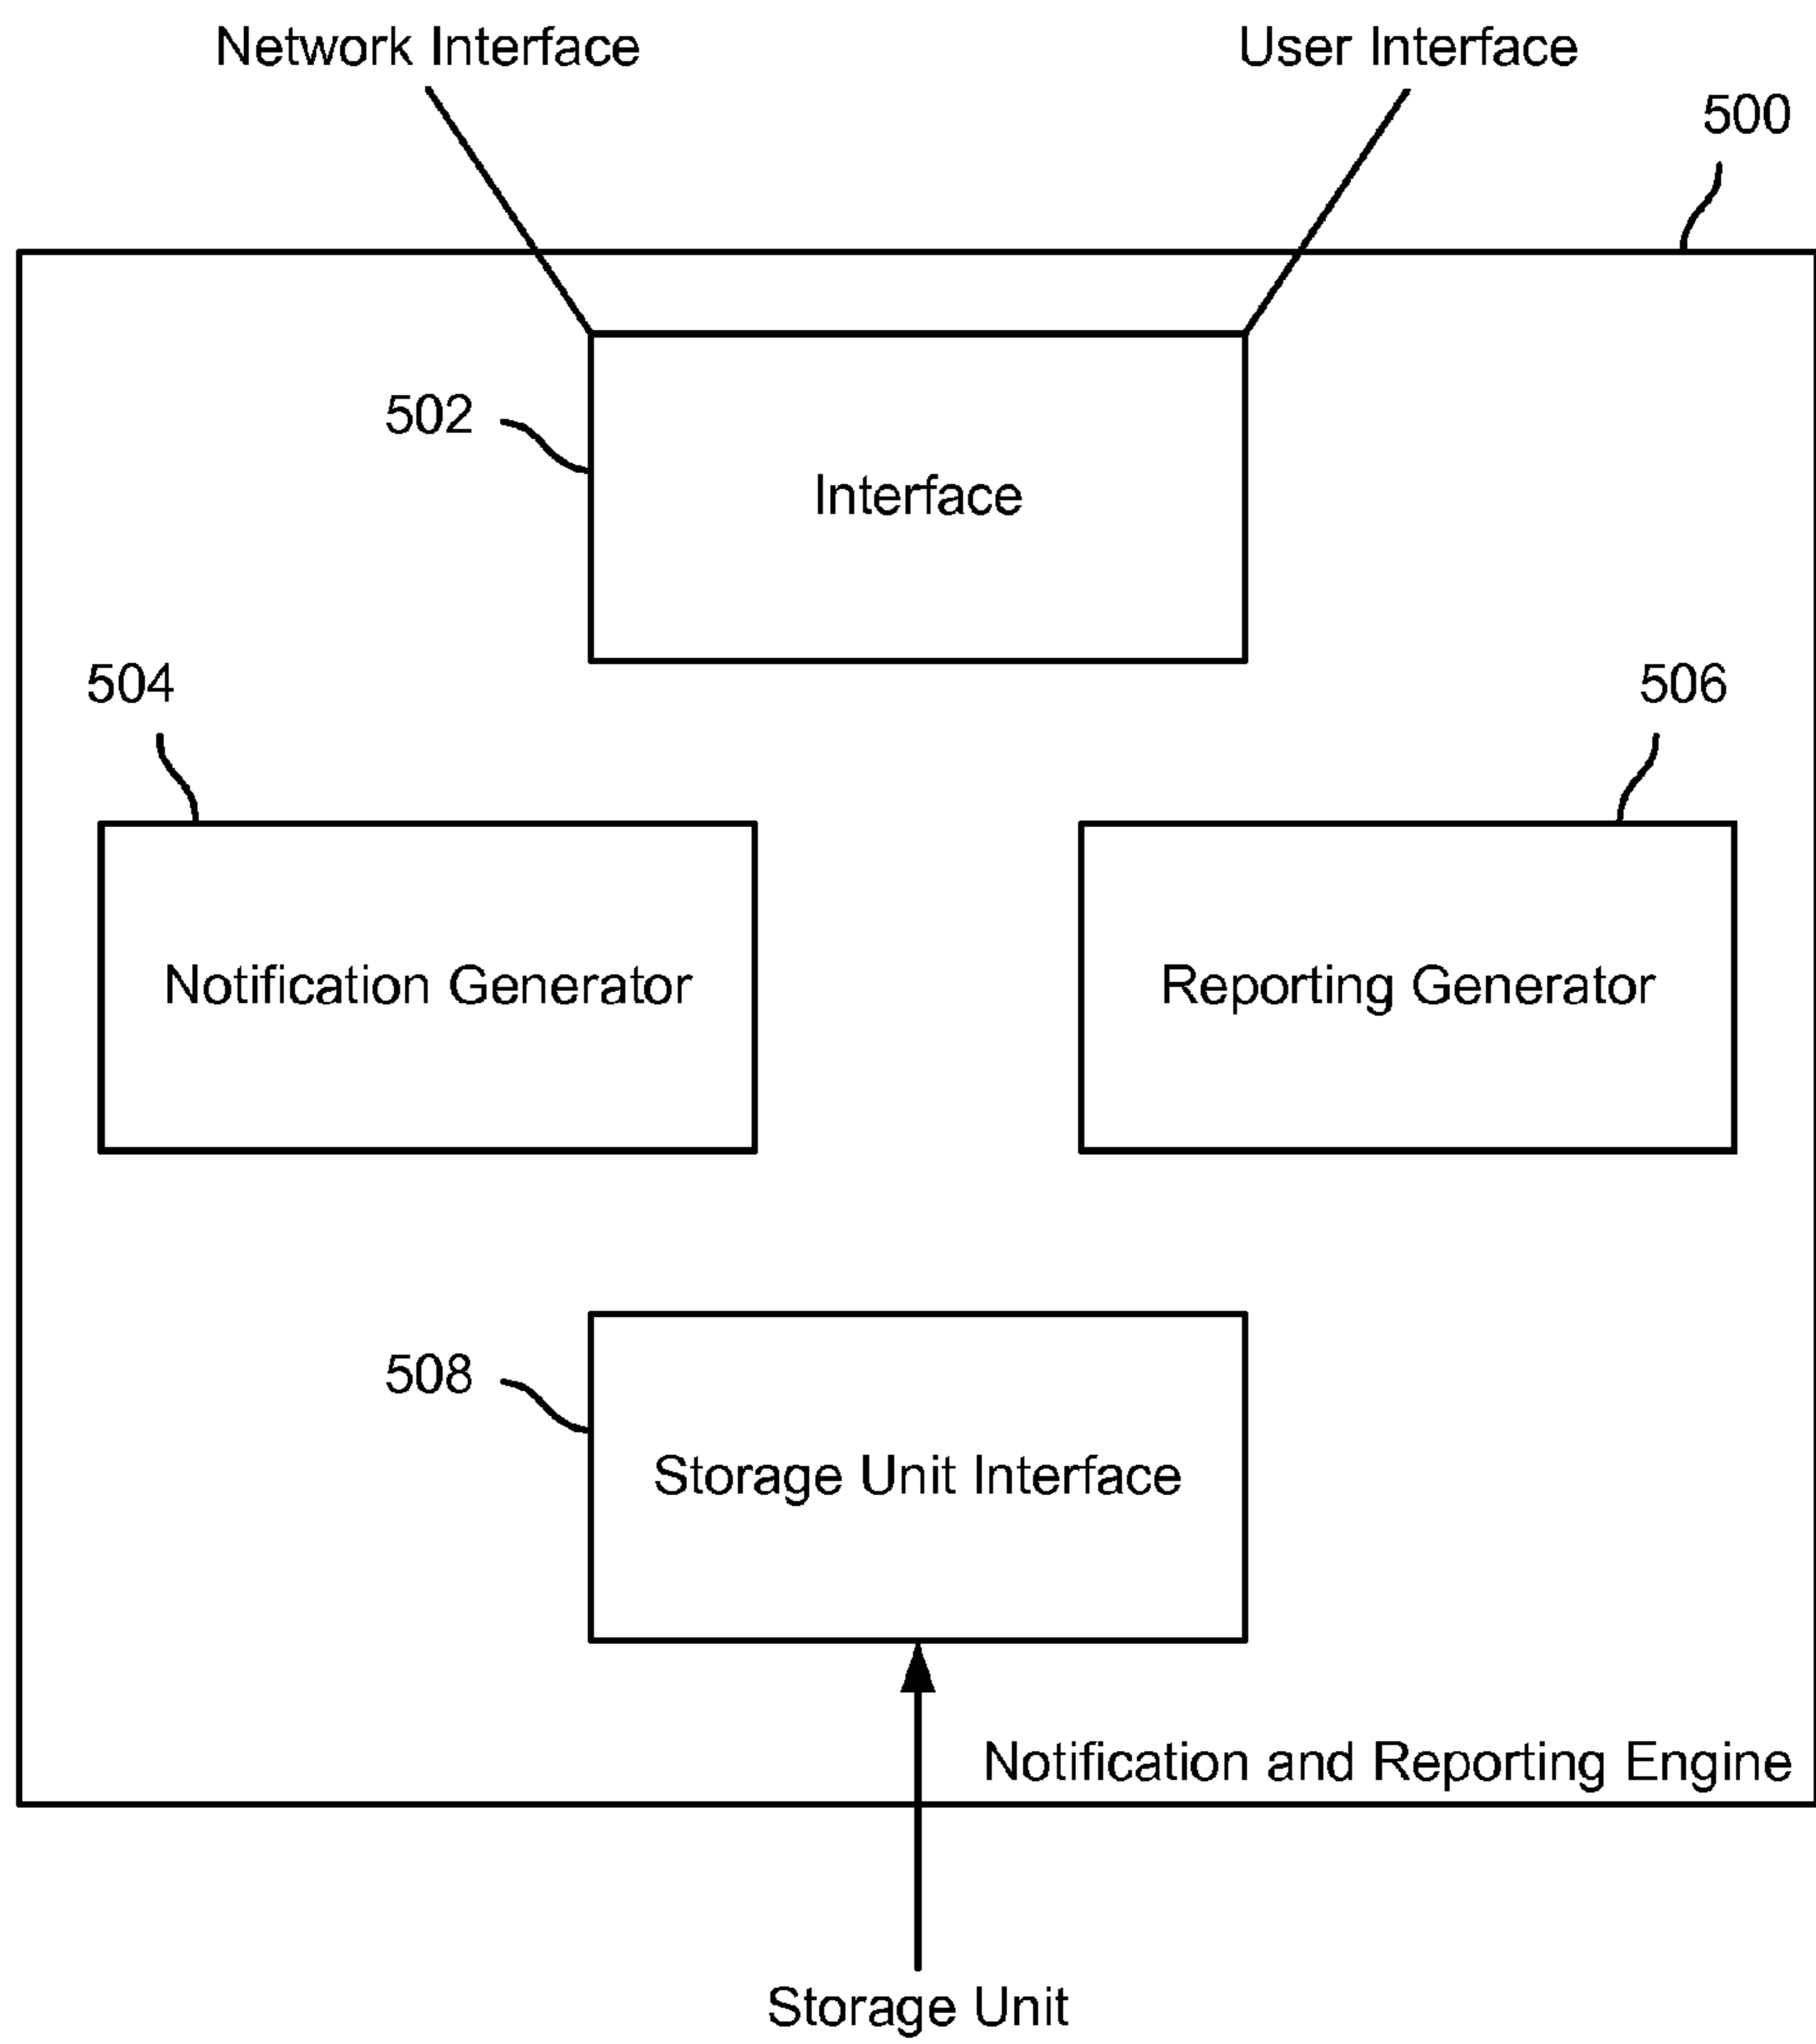 Network Interface
User Interface
500
502
Interface
504
506
Notification Generator
Reporting Generator
508
Storage Unit Interface
Notification and Reporting Engine
Storage Unit